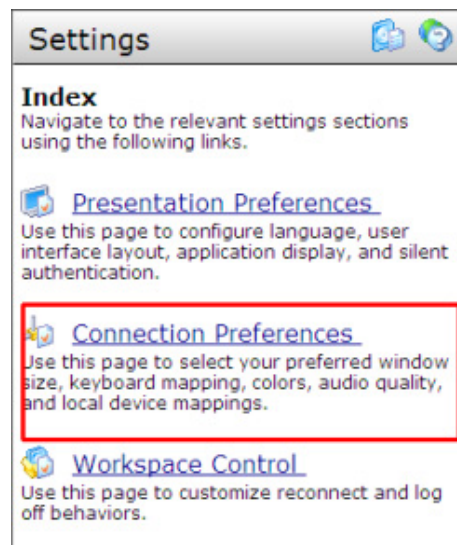 Settings
Index
Navigate to the relevant settings sections
using the following links.
Presentation Preferences
Use this page to configure language, user
interface layout, application display, and silent
authentication.
Connection Preferences
Use this page to select your preferred window
size, keyboard mapping, colors, audio quality,
and local device mappings.
Workspace Control
Use this page to customize reconnect and log
off behaviors.